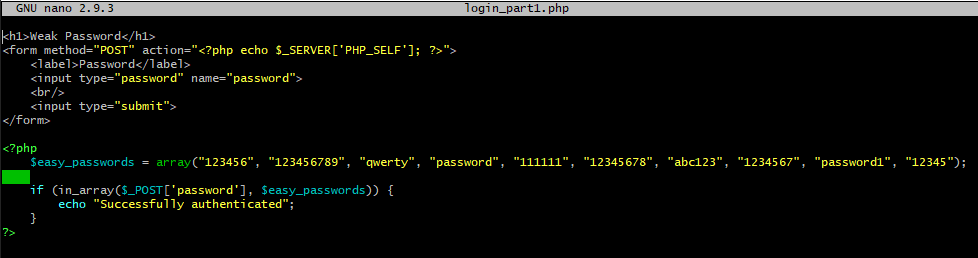 GNU nano 2.9.3 login_part1.php
<h1>Weak Password</h1>
<form method="POST" action="<?php echo $_SERVER['PHP_SELF']; ?>">
    <label>Password</label>
    <input type="password" name="password">
    <br/>
    <input type="submit">
</form>
<?php
    $easy_passwords = array("123456", "123456789", "qwerty", "password", "111111", "12345678", "abc123", "1234567", "password1", "12345");
    if (in_array($_POST['password'], $easy_passwords)) {
        echo "Successfully authenticated";
    }
?>